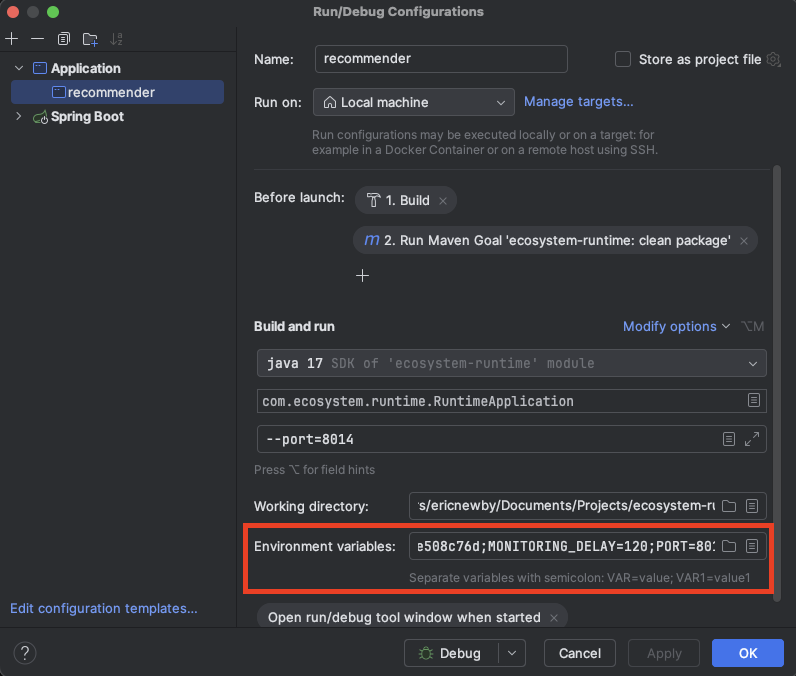 Run/Debug Configurations
Application
recommender
Spring Boot
Edit configuration templates...
Name:
recommender
Store as project file
Run on:
Local machine
Manage targets...
Run configurations may be executed locally or on a target: for
example in a Docker Container or on a remote host using SSH.
Before launch:
1. Build
m 2. Run Maven Goal 'ecosystem-runtime: clean package'
Build and run
Modify options
⌥M
java 17 SDK of 'ecosystem-runtime' module
com.ecosystem.runtime.RuntimeApplication
--port=8014
Press ⌥ for field hints
Working directory:
s/ericnewby/Documents/Projects/ecosystem-ru
Environment variables:
e508c76d;MONITORING_DELAY=120;PORT=801
Separate variables with semicolon: VAR=value; VAR1=value1
Open run/debug tool window when started
?
Debug
Cancel
Apply
OK